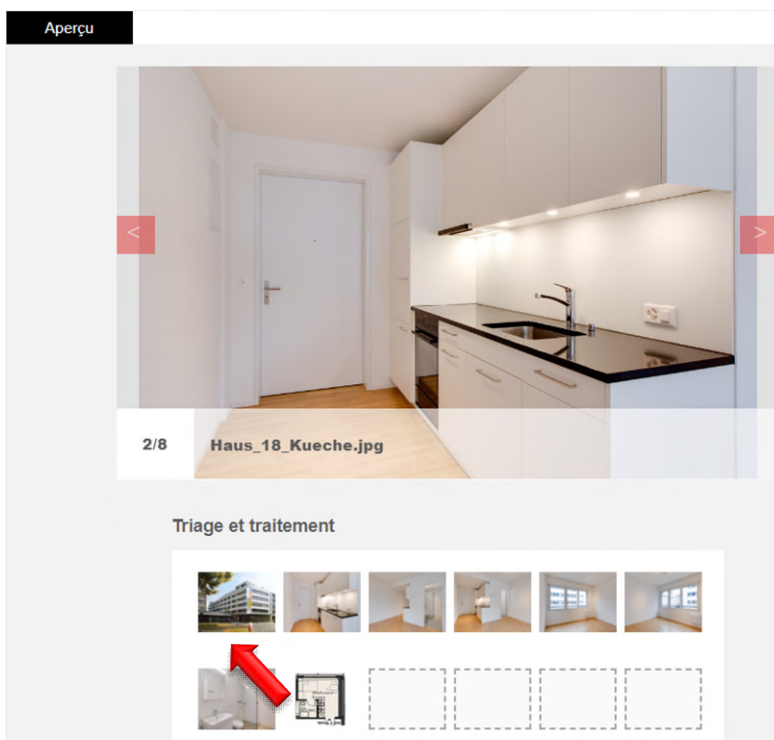 Aperçu
<
>
2/8
Haus_18_Kueche.jpg
Triage et traitement